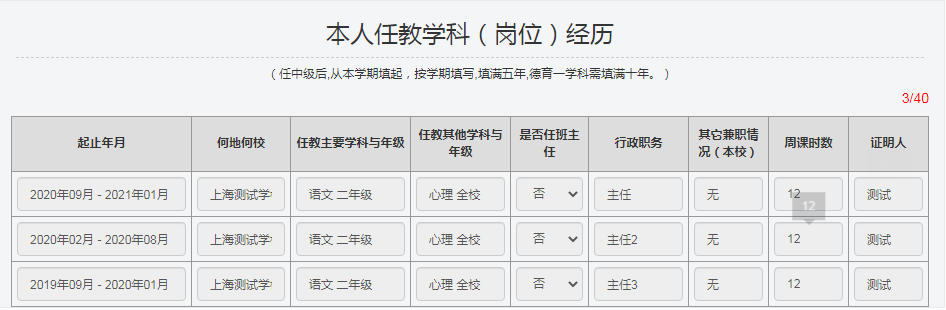 本人任教学科（岗位）经历
（任中级后,从本学期填起，按学期填写,填满五年,德育一学科需填满十年。）
3/40
起止年月 何地何校 任教主要学科与年级 任教其他学科与年级 是否任班主任 行政职务 其它兼职情况（本校） 周课时数 证明人
2020年09月 - 2021年01月 上海测试学 语文 二年级 心理 全校 否 主任 无 12 测试
12
2020年02月 - 2020年08月 上海测试学 语文 二年级 心理 全校 否 主任2 无 12 测试
2019年09月 - 2020年01月 上海测试学 语文 二年级 心理 全校 否 主任3 无 12 测试